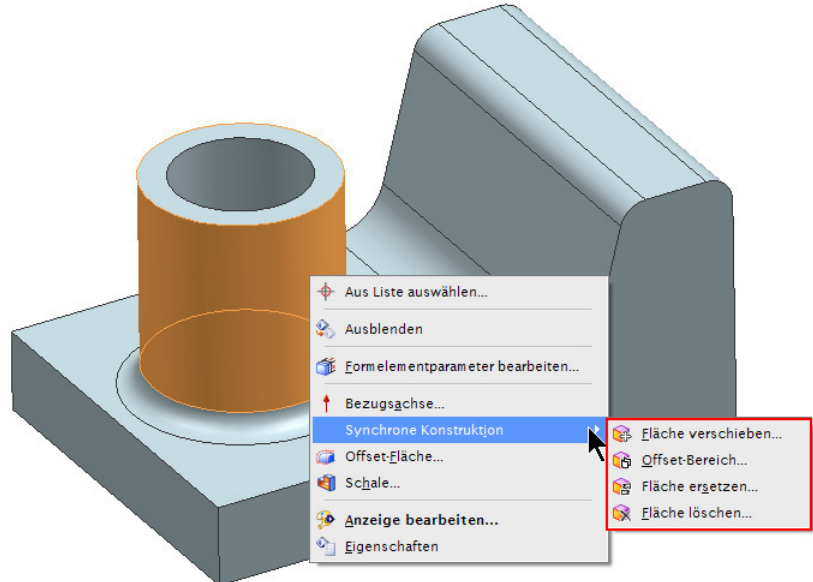 Aus Liste auswählen...
Ausblenden
Formelementparameter bearbeiten...
Bezugsachse...
Synchrone Konstruktion
Offset-Fläche...
Schale...
Anzeige bearbeiten...
Eigenschaften
Fläche verschieben...
Offset-Bereich...
Fläche ersetzen...
Fläche löschen...